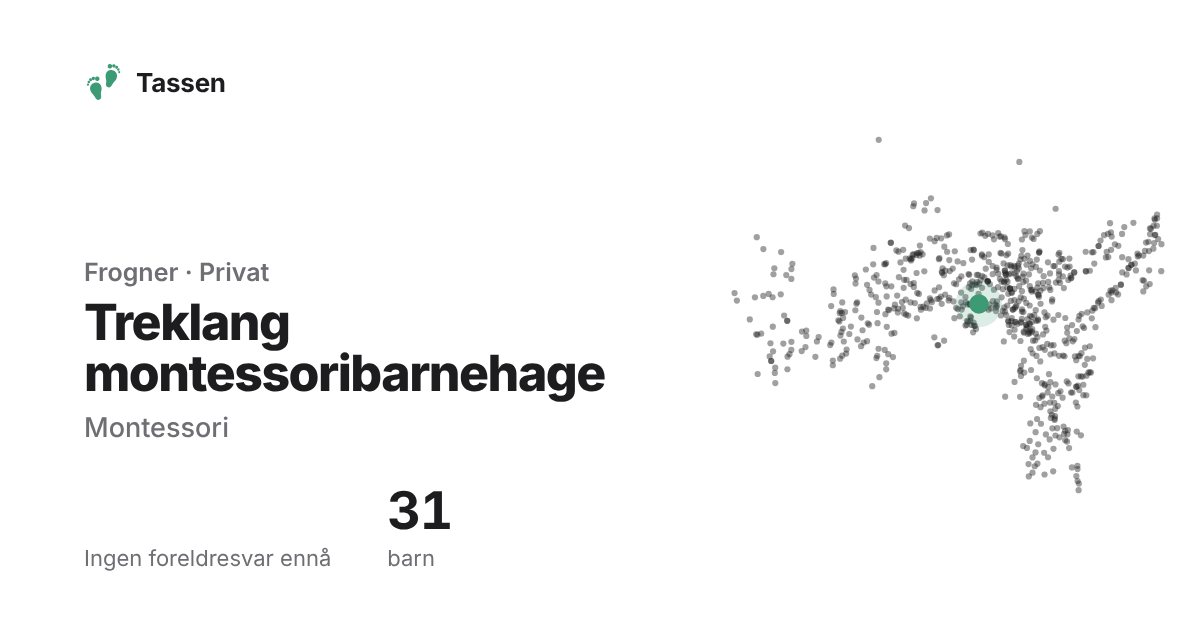 Tassen
Frogner · Privat
Treklang
montessoribarnehage
Montessori
Ingen foreldresvar ennå
31
barn